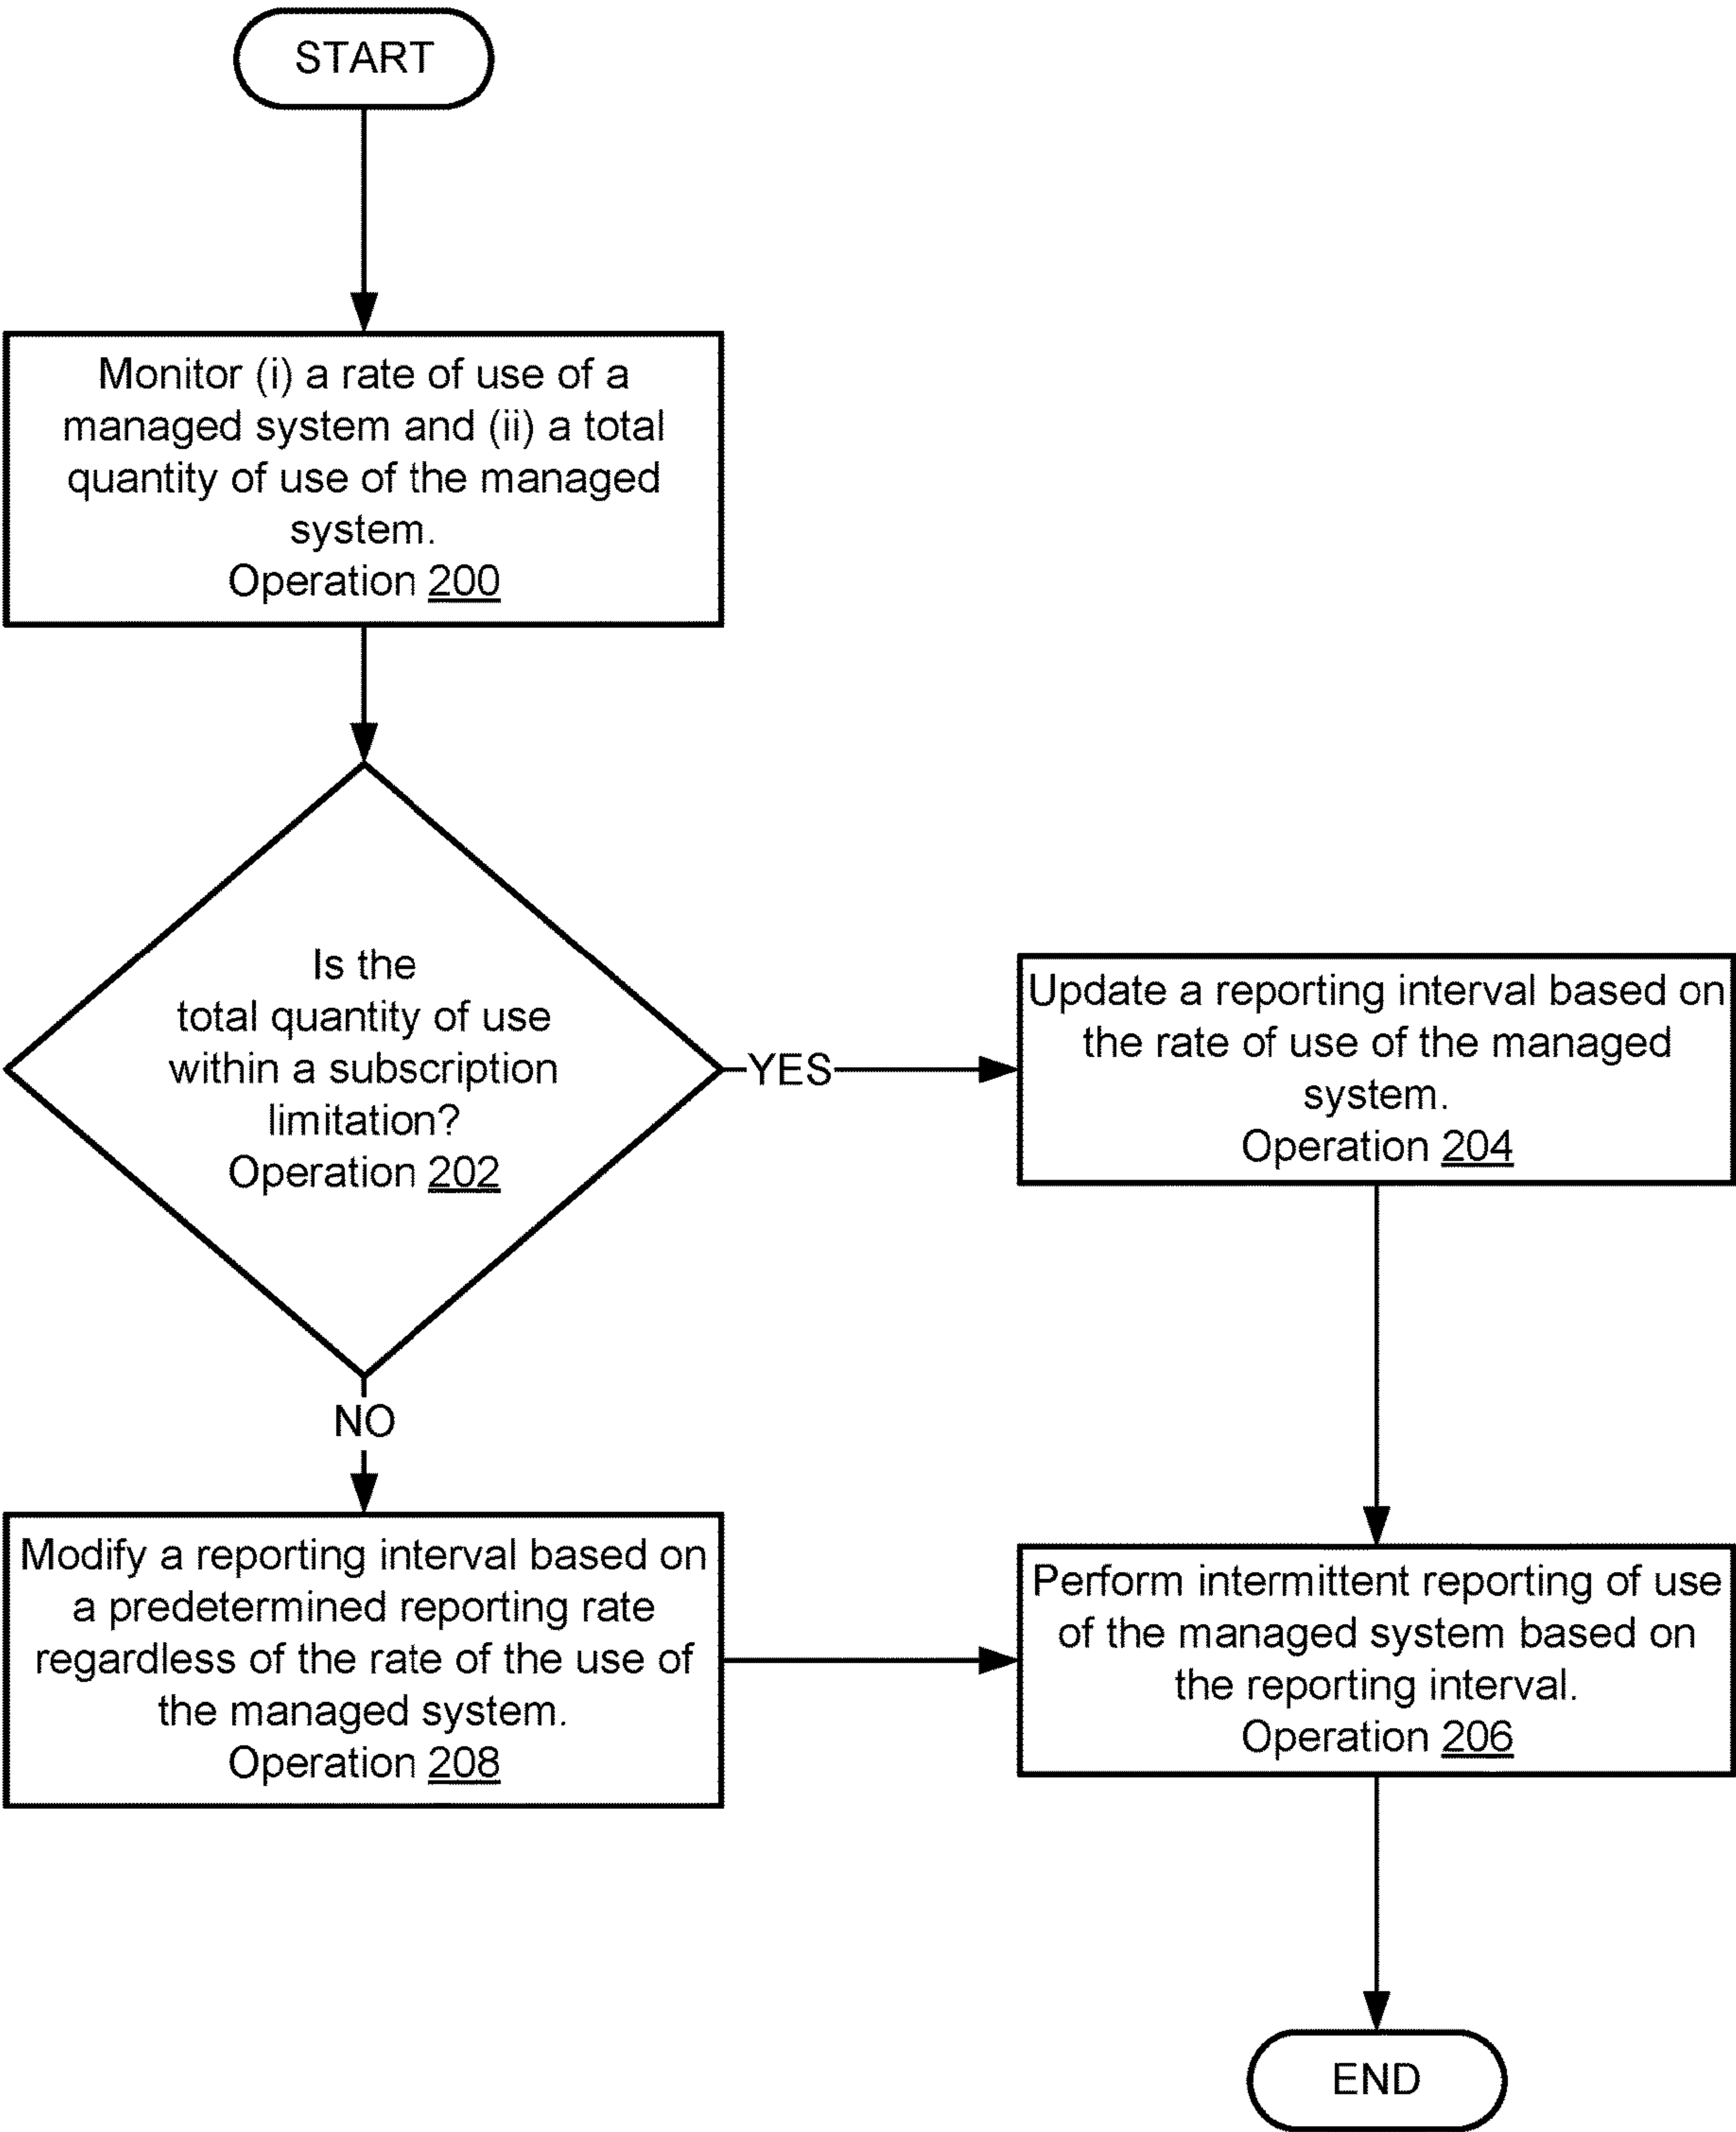 START
Monitor (i) a rate of use of a
managed system and (ii) a total
quantity of use of the managed
system.
Operation 200
Is the
total quantity of use
within a subscription
limitation?
Operation 202
YES
Update a reporting interval based on
the rate of use of the managed
system.
Operation 204
NO
Modify a reporting interval based on
a predetermined reporting rate
regardless of the rate of the use of
the managed system.
Operation 208
Perform intermittent reporting of use
of the managed system based on
the reporting interval.
Operation 206
END